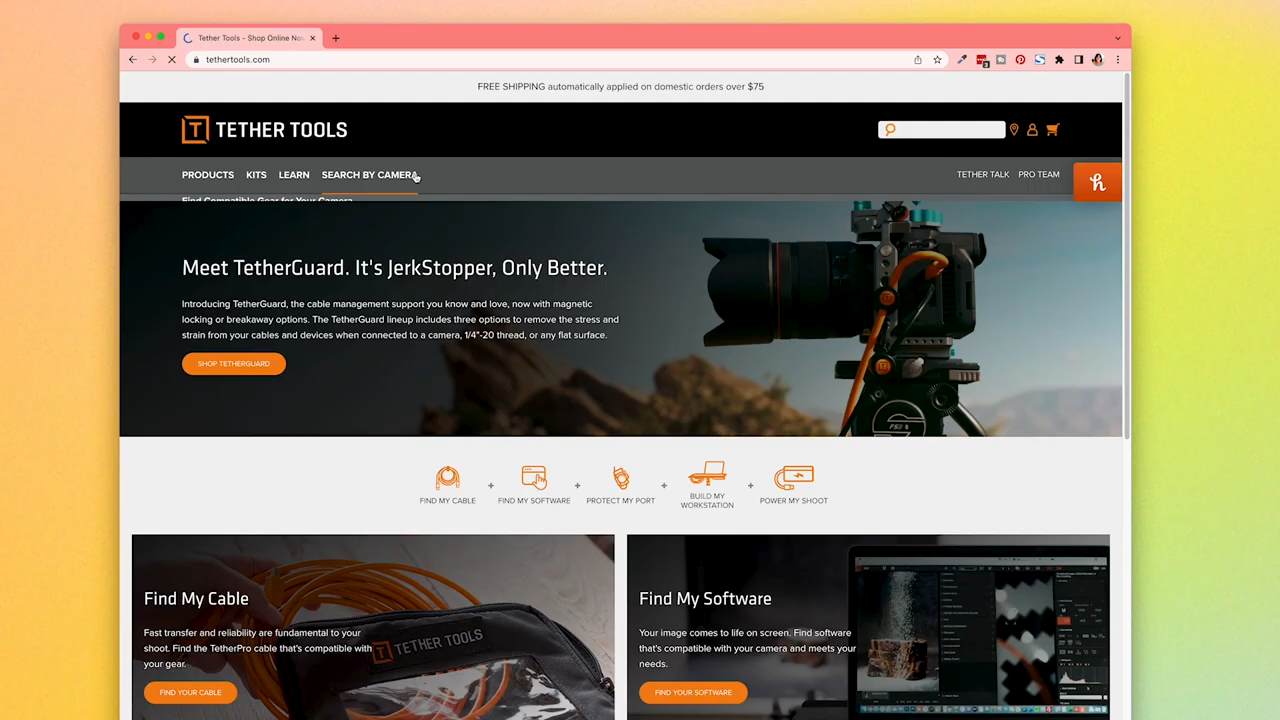 Tether Tools – Shop Online No
tethertools.com
3
FREE SHIPPING automatically applied on domestic orders over $75
TETHER TOOLS
PRODUCTS KITS LEARN SEARCH BY CAMERA
TETHER TALK PRO TEAM
h
Find Compatible Gear for Your Camera
Meet TetherGuard. It's JerkStopper, Only Better.
Introducing TetherGuard, the cable management support you know and love, now with magnetic
locking or breakaway options. The TetherGuard lineup includes three options to remove the stress and
strain from your cables and devices when connected to a camera, 1/4"-20 thread, or any flat surface.
SHOP TETHERGUARD
FIND MY CABLE + FIND MY SOFTWARE + PROTECT MY PORT + BUILD MY WORKSTATION + POWER MY SHOOT
Find My Cable
Fast transfer and reliability are fundamental to your
shoot. Find the TetherPro cable that's compatible with
your gear.
FIND YOUR CABLE
TETHER TOOLS
Find My Software
Your image comes to life on screen. Find software
that's compatible with your camera and meets your
needs.
FIND YOUR SOFTWARE